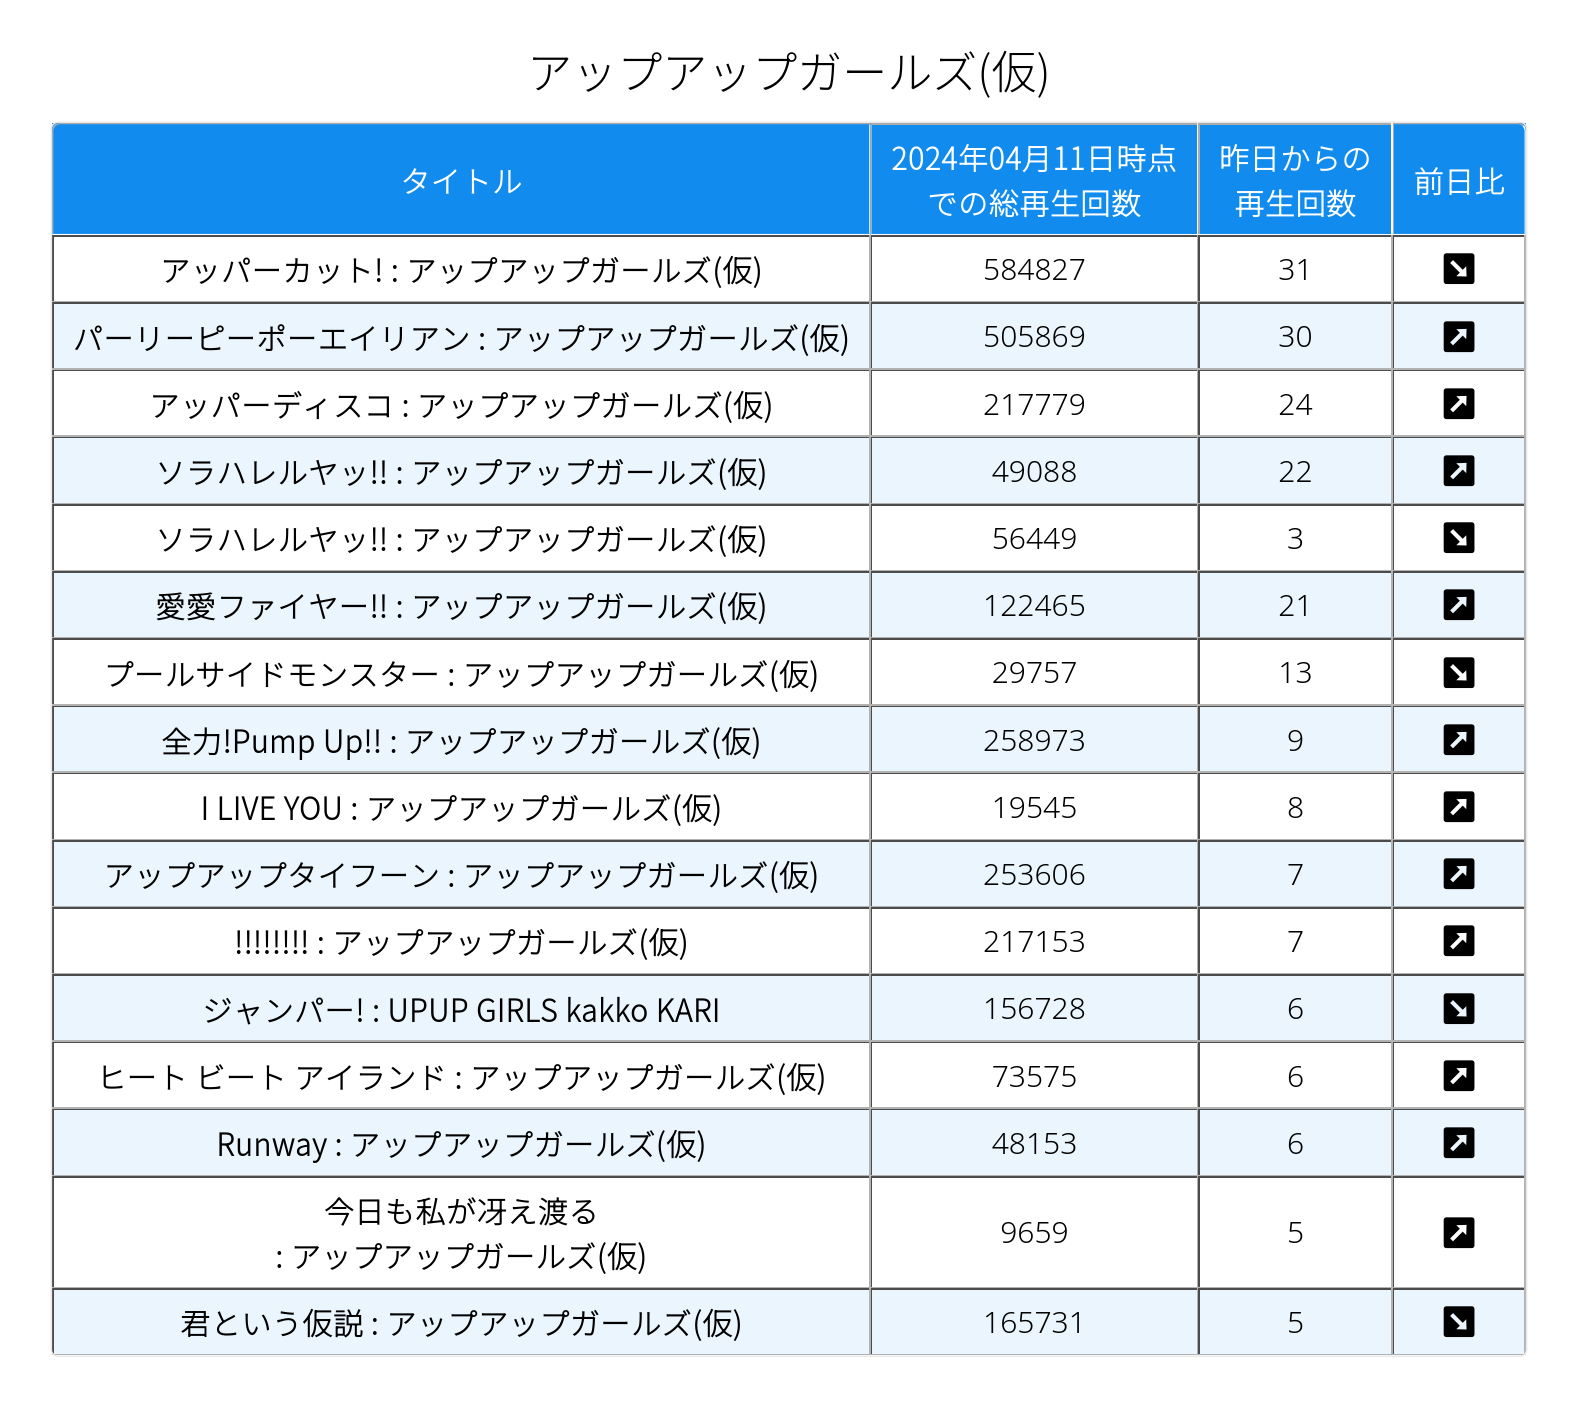 アップアップガールズ(仮)
タイトル
2024年04月11日時点
での総再生回数
昨日からの
再生回数
前日比
アッパーカット! : アップアップガールズ(仮) 584827 31
パーリーピーポーエイリアン : アップアップガールズ(仮) 505869 30
アッパーディスコ : アップアップガールズ(仮) 217779 24
ソラハレルヤッ!! : アップアップガールズ(仮) 49088 22
ソラハレルヤッ!! : アップアップガールズ(仮) 56449 3
愛愛ファイヤー!! : アップアップガールズ(仮) 122465 21
プールサイドモンスター : アップアップガールズ(仮) 29757 13
全力!Pump Up!! : アップアップガールズ(仮) 258973 9
I LIVE YOU : アップアップガールズ(仮) 19545 8
アップアップタイフーン : アップアップガールズ(仮) 253606 7
!!!!!!!! : アップアップガールズ(仮) 217153 7
ジャンパー! : UPUP GIRLS kakko KARI 156728 6
ヒート ビート アイランド : アップアップガールズ(仮) 73575 6
Runway : アップアップガールズ(仮) 48153 6
今日も私が冴え渡る
: アップアップガールズ(仮) 9659 5
君という仮説 : アップアップガールズ(仮) 165731 5